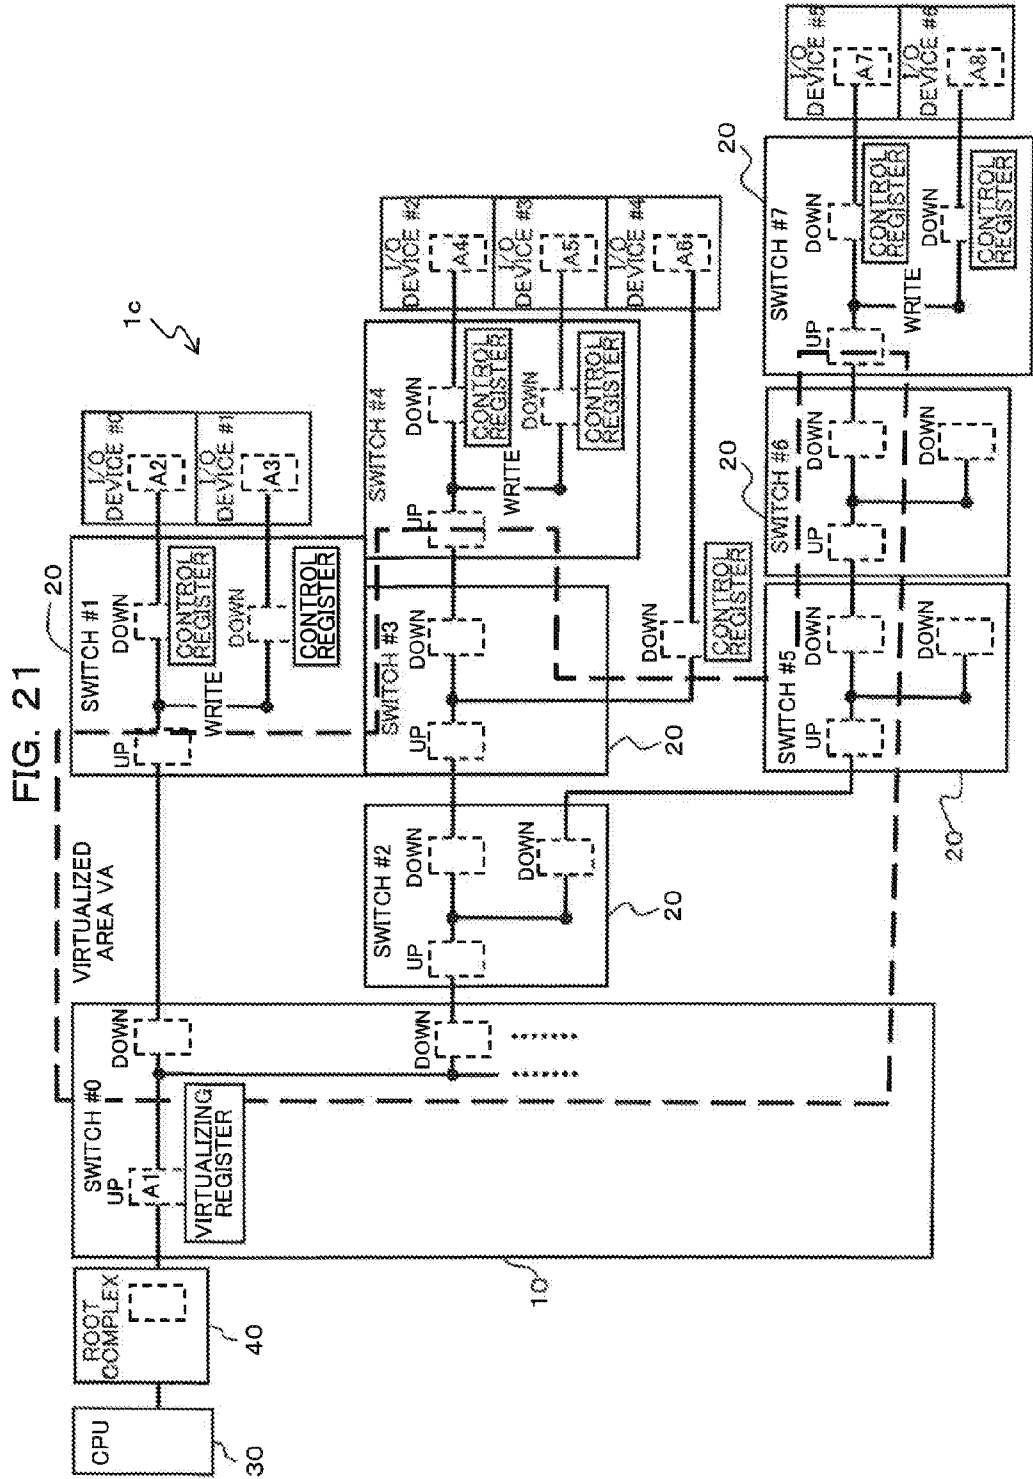 FIG. 21
1c
CPU
30
ROOT
COMPLEX
40
SWITCH #0
UP
A1
VIRTUALIZING
REGISTER
DOWN
DOWN
10
VIRTUALIZED
AREA VA
SWITCH #1
20
UP
WRITE
DOWN
CONTROL
REGISTER
DOWN
CONTROL
REGISTER
I/O
DEVICE #0
A2
I/O
DEVICE #1
A3
SWITCH #2
UP
DOWN
DOWN
20
SWITCH #3
UP
DOWN
DOWN
CONTROL
REGISTER
20
SWITCH #4
UP
WRITE
DOWN
CONTROL
REGISTER
DOWN
CONTROL
REGISTER
I/O
DEVICE #2
A4
I/O
DEVICE #3
A5
I/O
DEVICE #4
A6
SWITCH #5
UP
DOWN
DOWN
20
SWITCH #6
UP
DOWN
DOWN
20
SWITCH #7
UP
WRITE
DOWN
CONTROL
REGISTER
DOWN
CONTROL
REGISTER
20
I/O
DEVICE #5
A7
I/O
DEVICE #6
A8